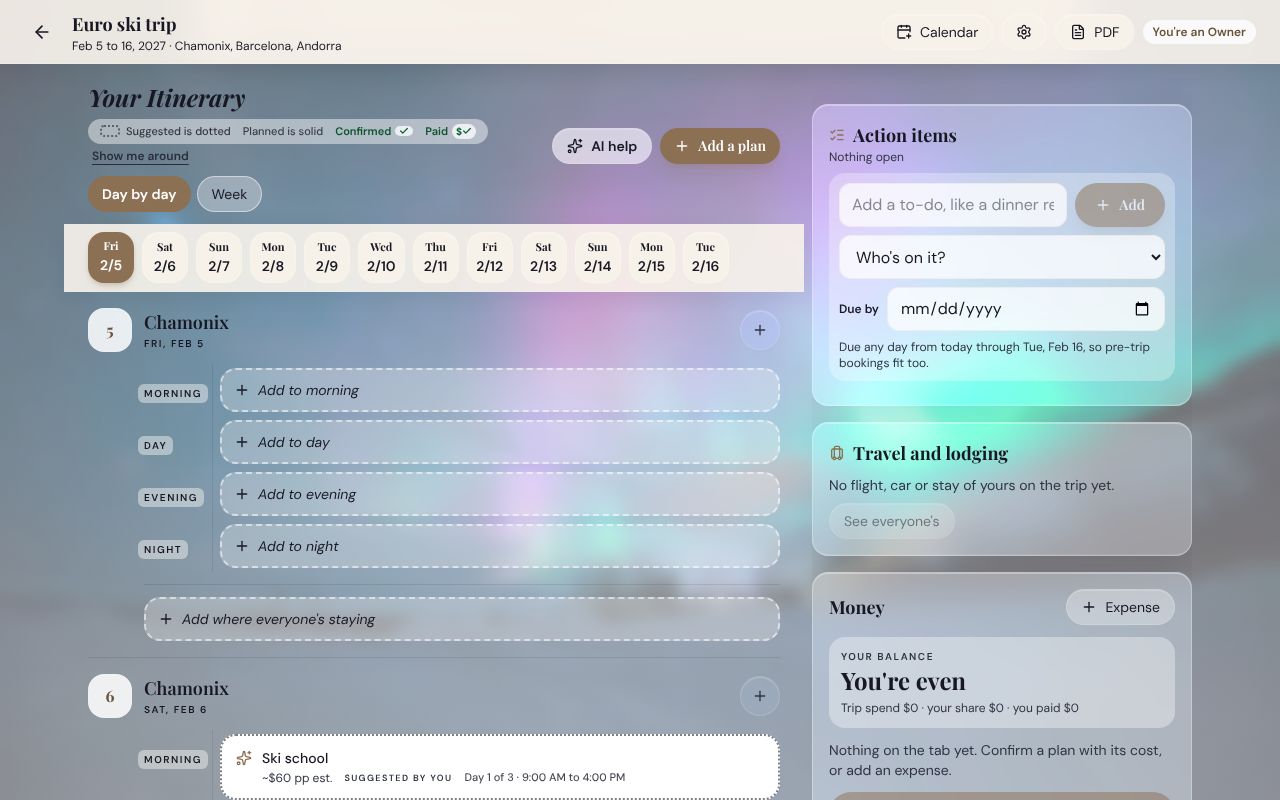 Euro ski trip
Feb 5 to 16, 2027 · Chamonix, Barcelona, Andorra
Calendar
PDF
You're an Owner
Your Itinerary
Suggested is dotted Planned is solid Confirmed ✓ Paid $✓
Show me around
AI help
+ Add a plan
Day by day
Week
Fri 2/5
Sat 2/6
Sun 2/7
Mon 2/8
Tue 2/9
Wed 2/10
Thu 2/11
Fri 2/12
Sat 2/13
Sun 2/14
Mon 2/15
Tue 2/16
5
Chamonix
FRI, FEB 5
+
MORNING
+ Add to morning
DAY
+ Add to day
EVENING
+ Add to evening
NIGHT
+ Add to night
+ Add where everyone's staying
6
Chamonix
SAT, FEB 6
+
MORNING
Ski school
~$60 pp est. SUGGESTED BY YOU Day 1 of 3 · 9:00 AM to 4:00 PM
Action items
Nothing open
Add a to-do, like a dinner re
+ Add
Who's on it?
Due by
mm/dd/yyyy
Due any day from today through Tue, Feb 16, so pre-trip
bookings fit too.
Travel and lodging
No flight, car or stay of yours on the trip yet.
See everyone's
Money
+ Expense
YOUR BALANCE
You're even
Trip spend $0 · your share $0 · you paid $0
Nothing on the tab yet. Confirm a plan with its cost,
or add an expense.